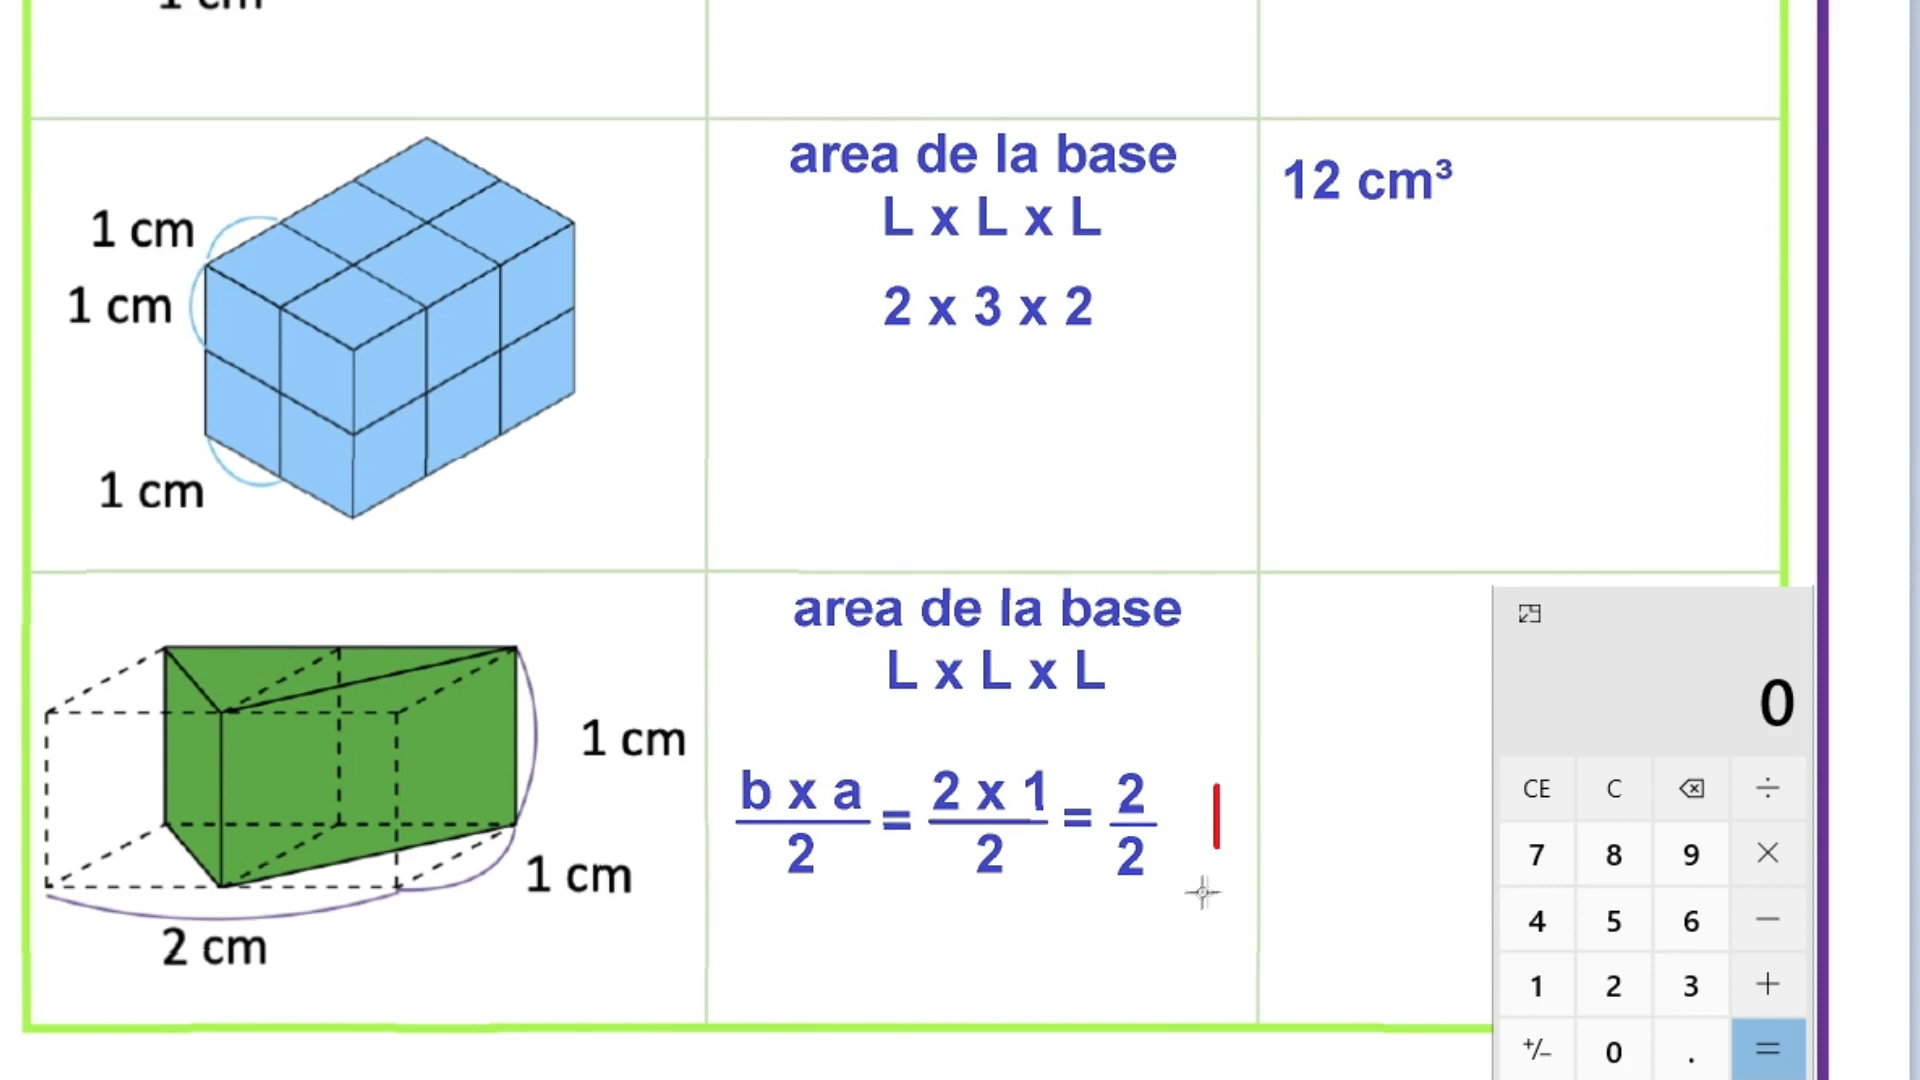 1 cm
1 cm
1 cm
1 cm
area de la base
L x L x L
2 x 3 x 2
12 cm³
1 cm
1 cm
2 cm
area de la base
L x L x L
b x a / 2 = 2 x 1 / 2 = 2 / 2
0
CE C ⌫ ÷
7 8 9 ×
4 5 6 −
1 2 3 +
+/− 0 . =